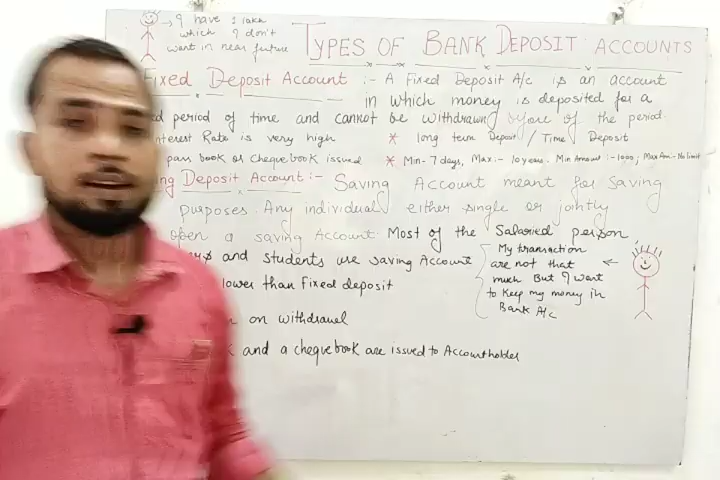 I have 1 lakh
which I don't
want in near future
TYPES OF BANK DEPOSIT ACCOUNTS
Fixed Deposit Account :- A Fixed Deposit A/c is an account
in which money is deposited for a
period of time and cannot be withdrawn before of the period.
Interest Rate is very high * long term Deposit / Time Deposit
pass book or chequebook issued * Min- 7 days, Max.- 10 years. Min Amount :- 1000; Max Am:- No limit
Deposit Account :- Saving Account meant for saving
purposes. Any individual either single or jointly
open a saving Account. Most of the Salaried person
and students use saving Account
lower than fixed deposit
on withdrawel
and a chequebook are issued to Accountholder
My transaction
are not that
much But I want
to keep my money in
Bank A/c